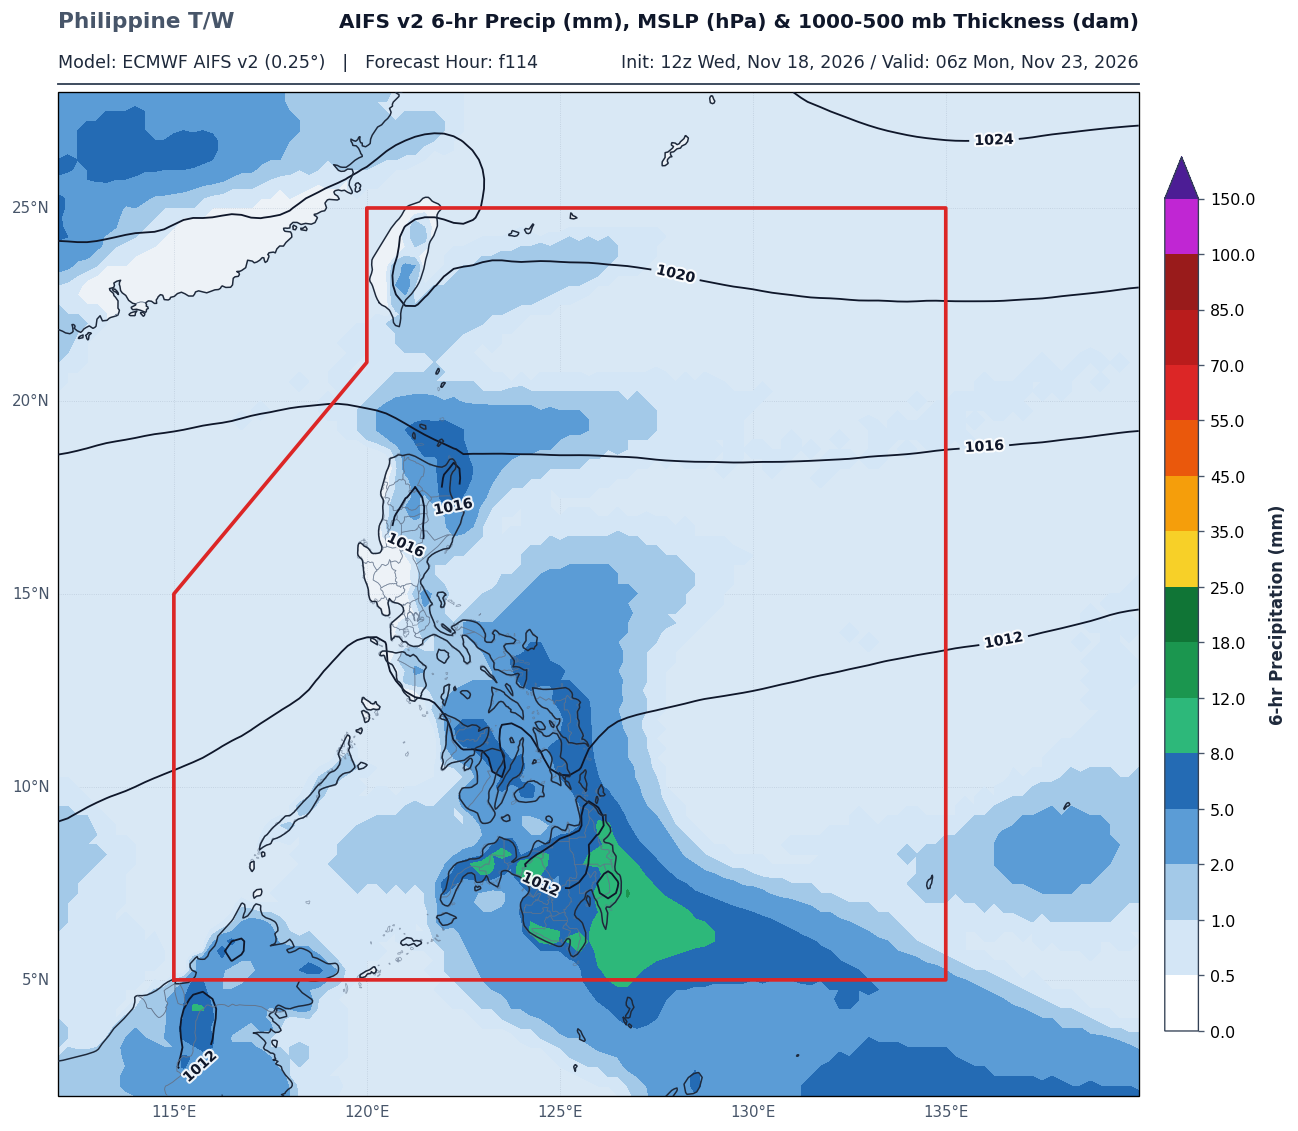 Philippine T/W
AIFS v2 6-hr Precip (mm), MSLP (hPa) & 1000-500 mb Thickness (dam)
Model: ECMWF AIFS v2 (0.25°) | Forecast Hour: f114
Init: 12z Wed, Nov 18, 2026 / Valid: 06z Mon, Nov 23, 2026
25°N
20°N
15°N
10°N
5°N
115°E
120°E
125°E
130°E
135°E
1024
1020
1016
1016
1016
1012
1012
1012
150.0
100.0
85.0
70.0
55.0
45.0
35.0
25.0
18.0
12.0
8.0
5.0
2.0
1.0
0.5
0.0
6-hr Precipitation (mm)